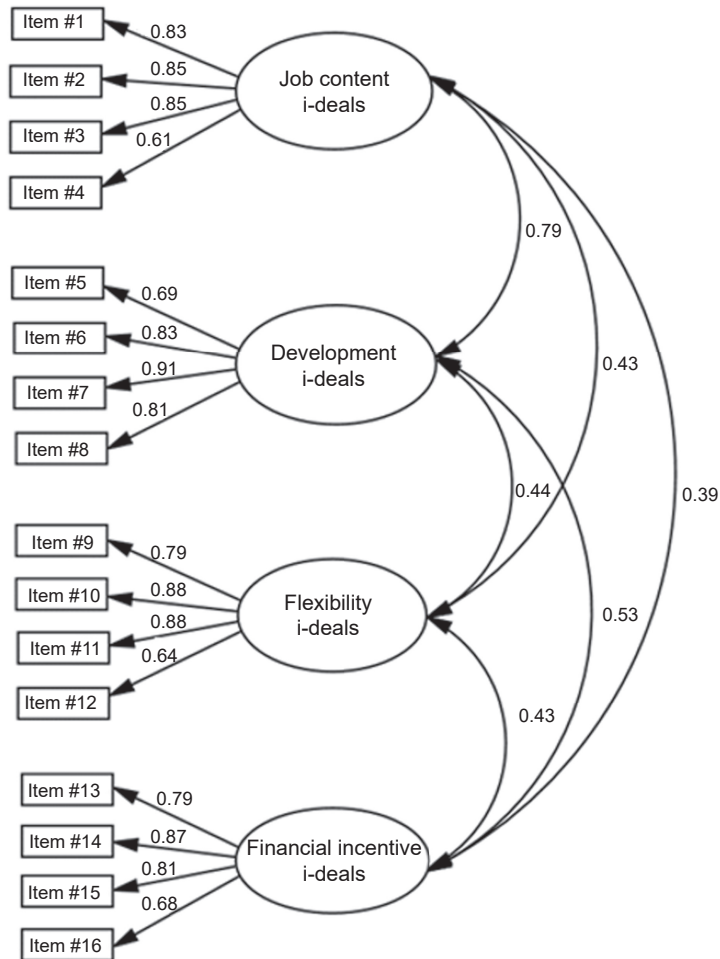 Item #1
0.83
Item #2
0.85
0.85
Item #3
0.61
Item #4
Job content
i-deals
0.79
Item #5
0.69
Item #6
0.83
0.91
Item #7
0.81
Item #8
Development
i-deals
0.43
0.44
0.39
Item #9
0.79
Item #10
0.88
0.88
Item #11
0.64
Item #12
Flexibility
i-deals
0.53
0.43
Item #13
0.79
Item #14
0.87
0.81
Item #15
0.68
Item #16
Financial incentive
i-deals